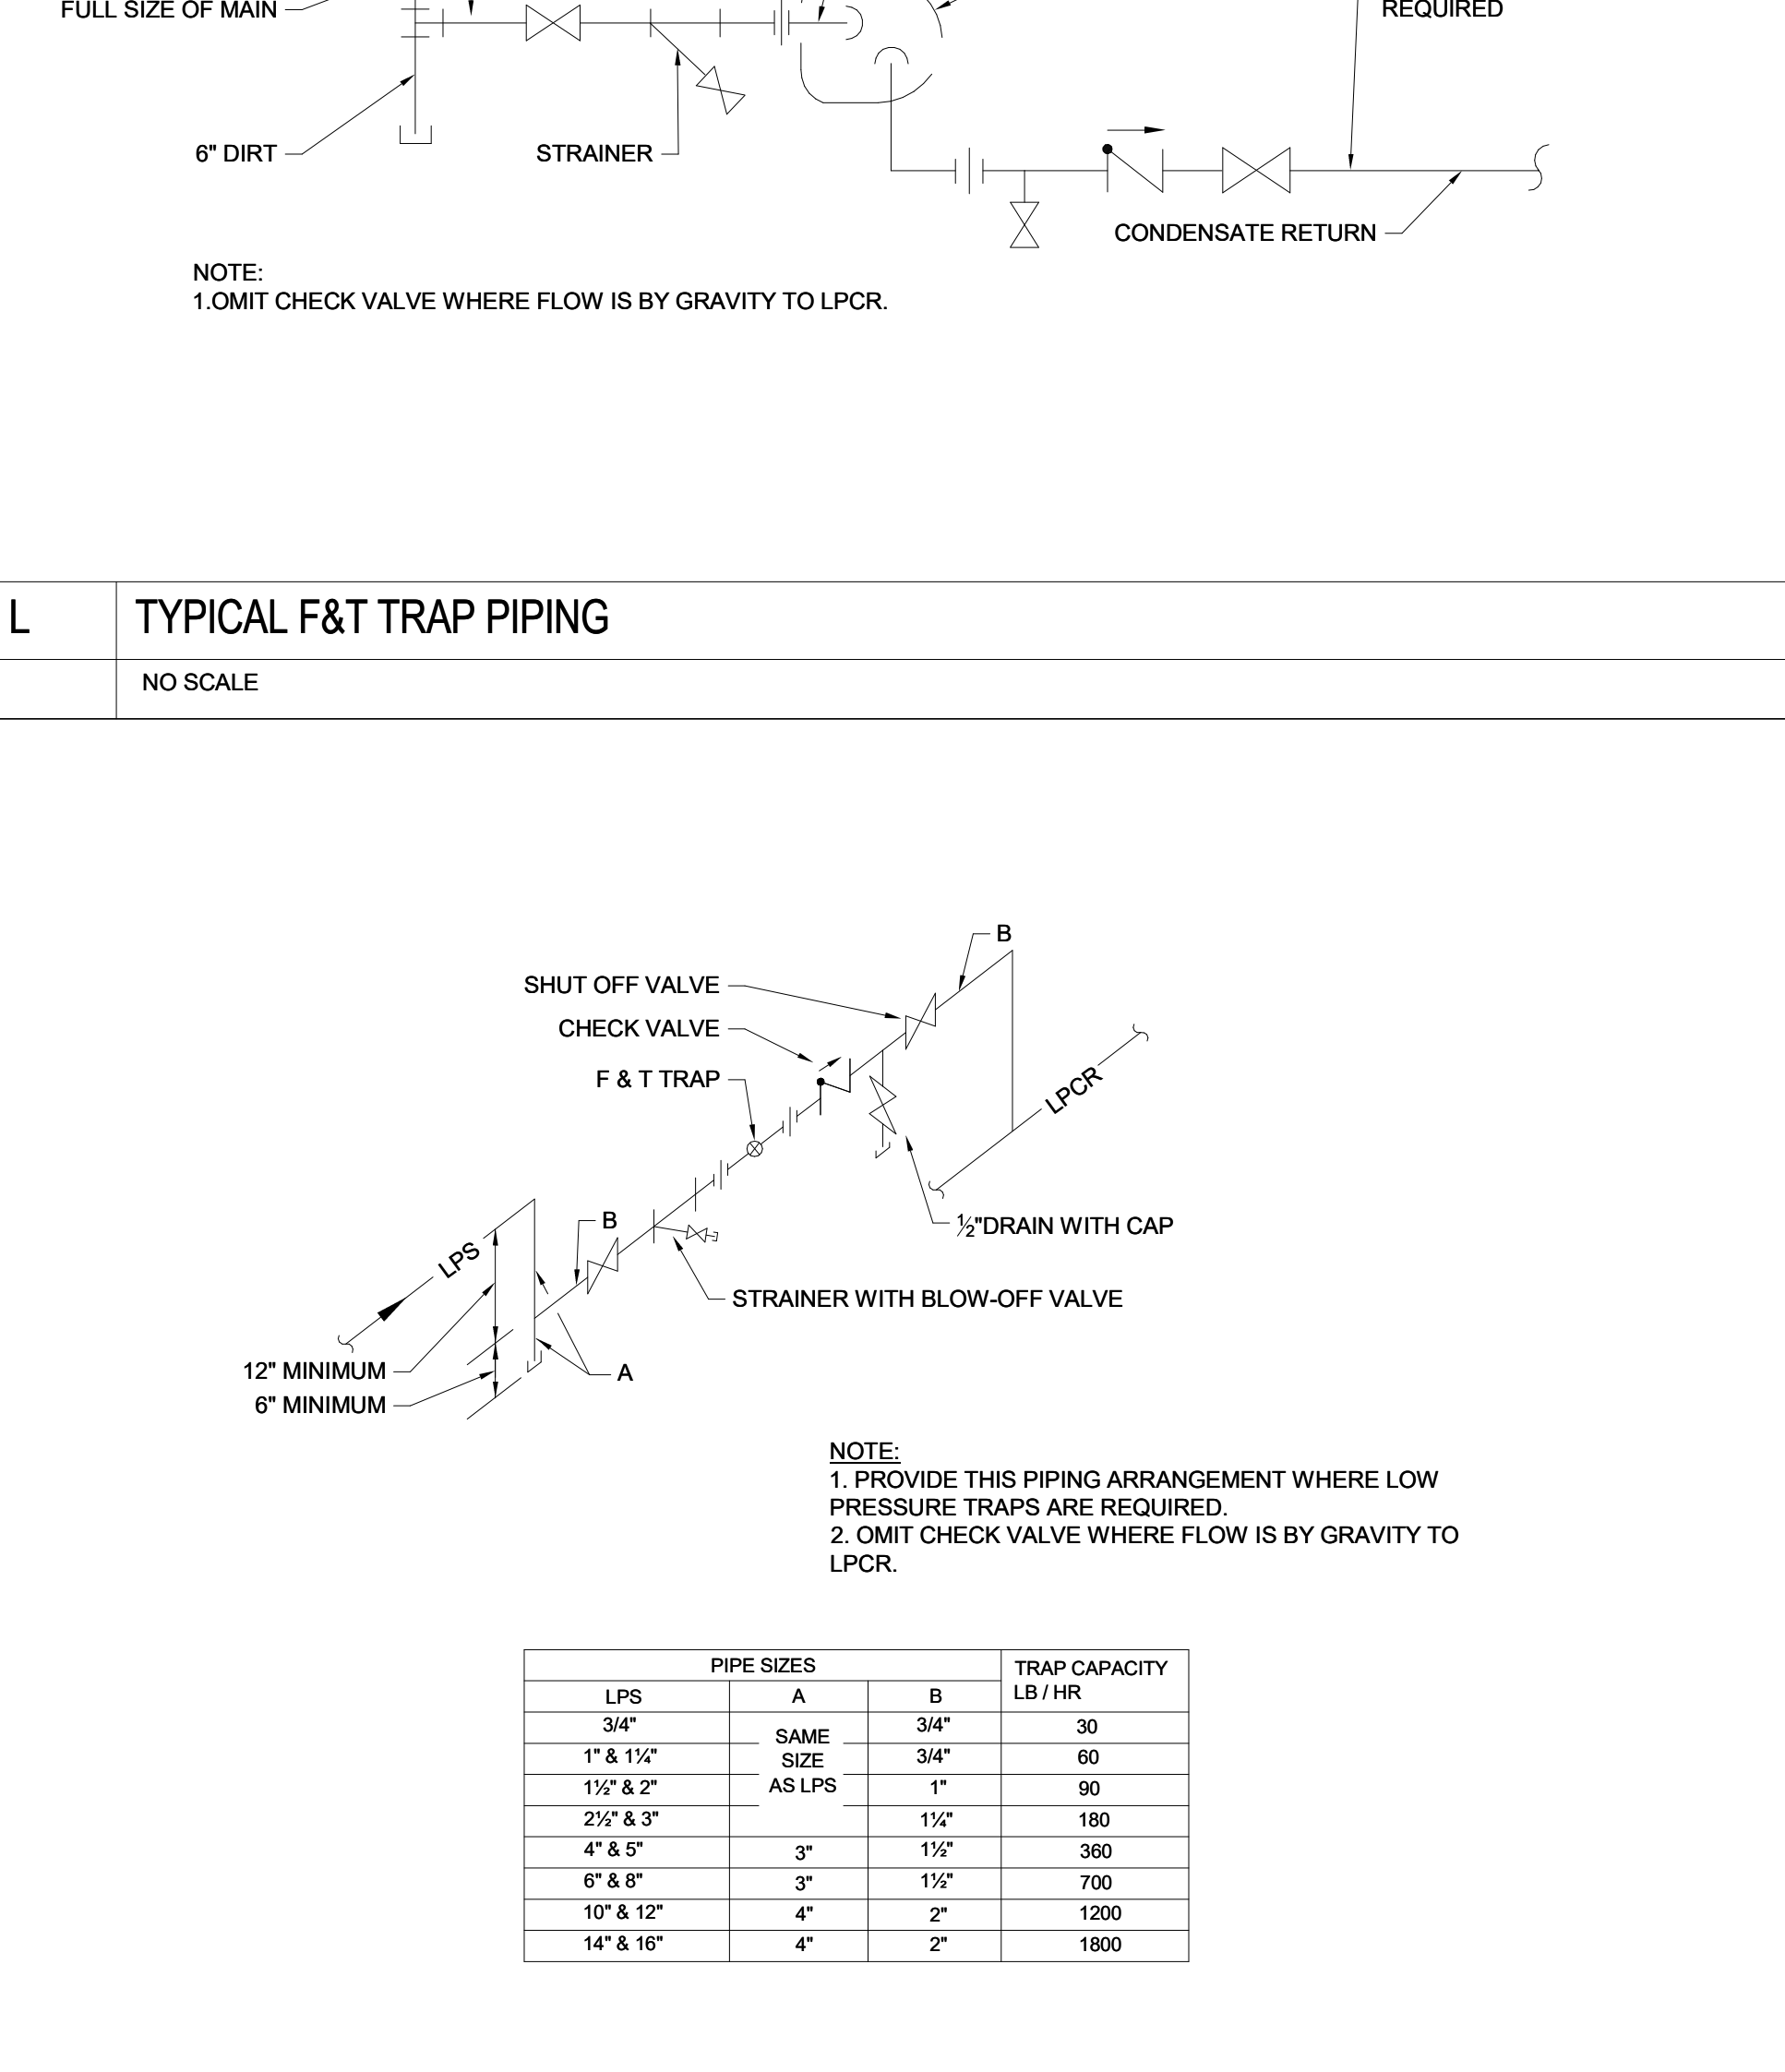 FULL SIZE OF MAIN
REQUIRED
6" DIRT
STRAINER
CONDENSATE RETURN
NOTE:
1.OMIT CHECK VALVE WHERE FLOW IS BY GRAVITY TO LPCR.
L
TYPICAL F&T TRAP PIPING
NO SCALE
B
SHUT OFF VALVE
CHECK VALVE
F & T TRAP
LPCR
B
½"DRAIN WITH CAP
LPS
STRAINER WITH BLOW-OFF VALVE
12" MINIMUM
A
6" MINIMUM
NOTE:
1. PROVIDE THIS PIPING ARRANGEMENT WHERE LOW
PRESSURE TRAPS ARE REQUIRED.
2. OMIT CHECK VALVE WHERE FLOW IS BY GRAVITY TO
LPCR.
PIPE SIZES
TRAP CAPACITY
LB / HR
LPS A B
3/4" 3/4" 30
SAME
1" & 1¼" 3/4" 60
SIZE
1½" & 2" 1" 90
AS LPS
2½" & 3" 1¼" 180
4" & 5" 3" 1½" 360
6" & 8" 3" 1½" 700
10" & 12" 4" 2" 1200
14" & 16" 4" 2" 1800